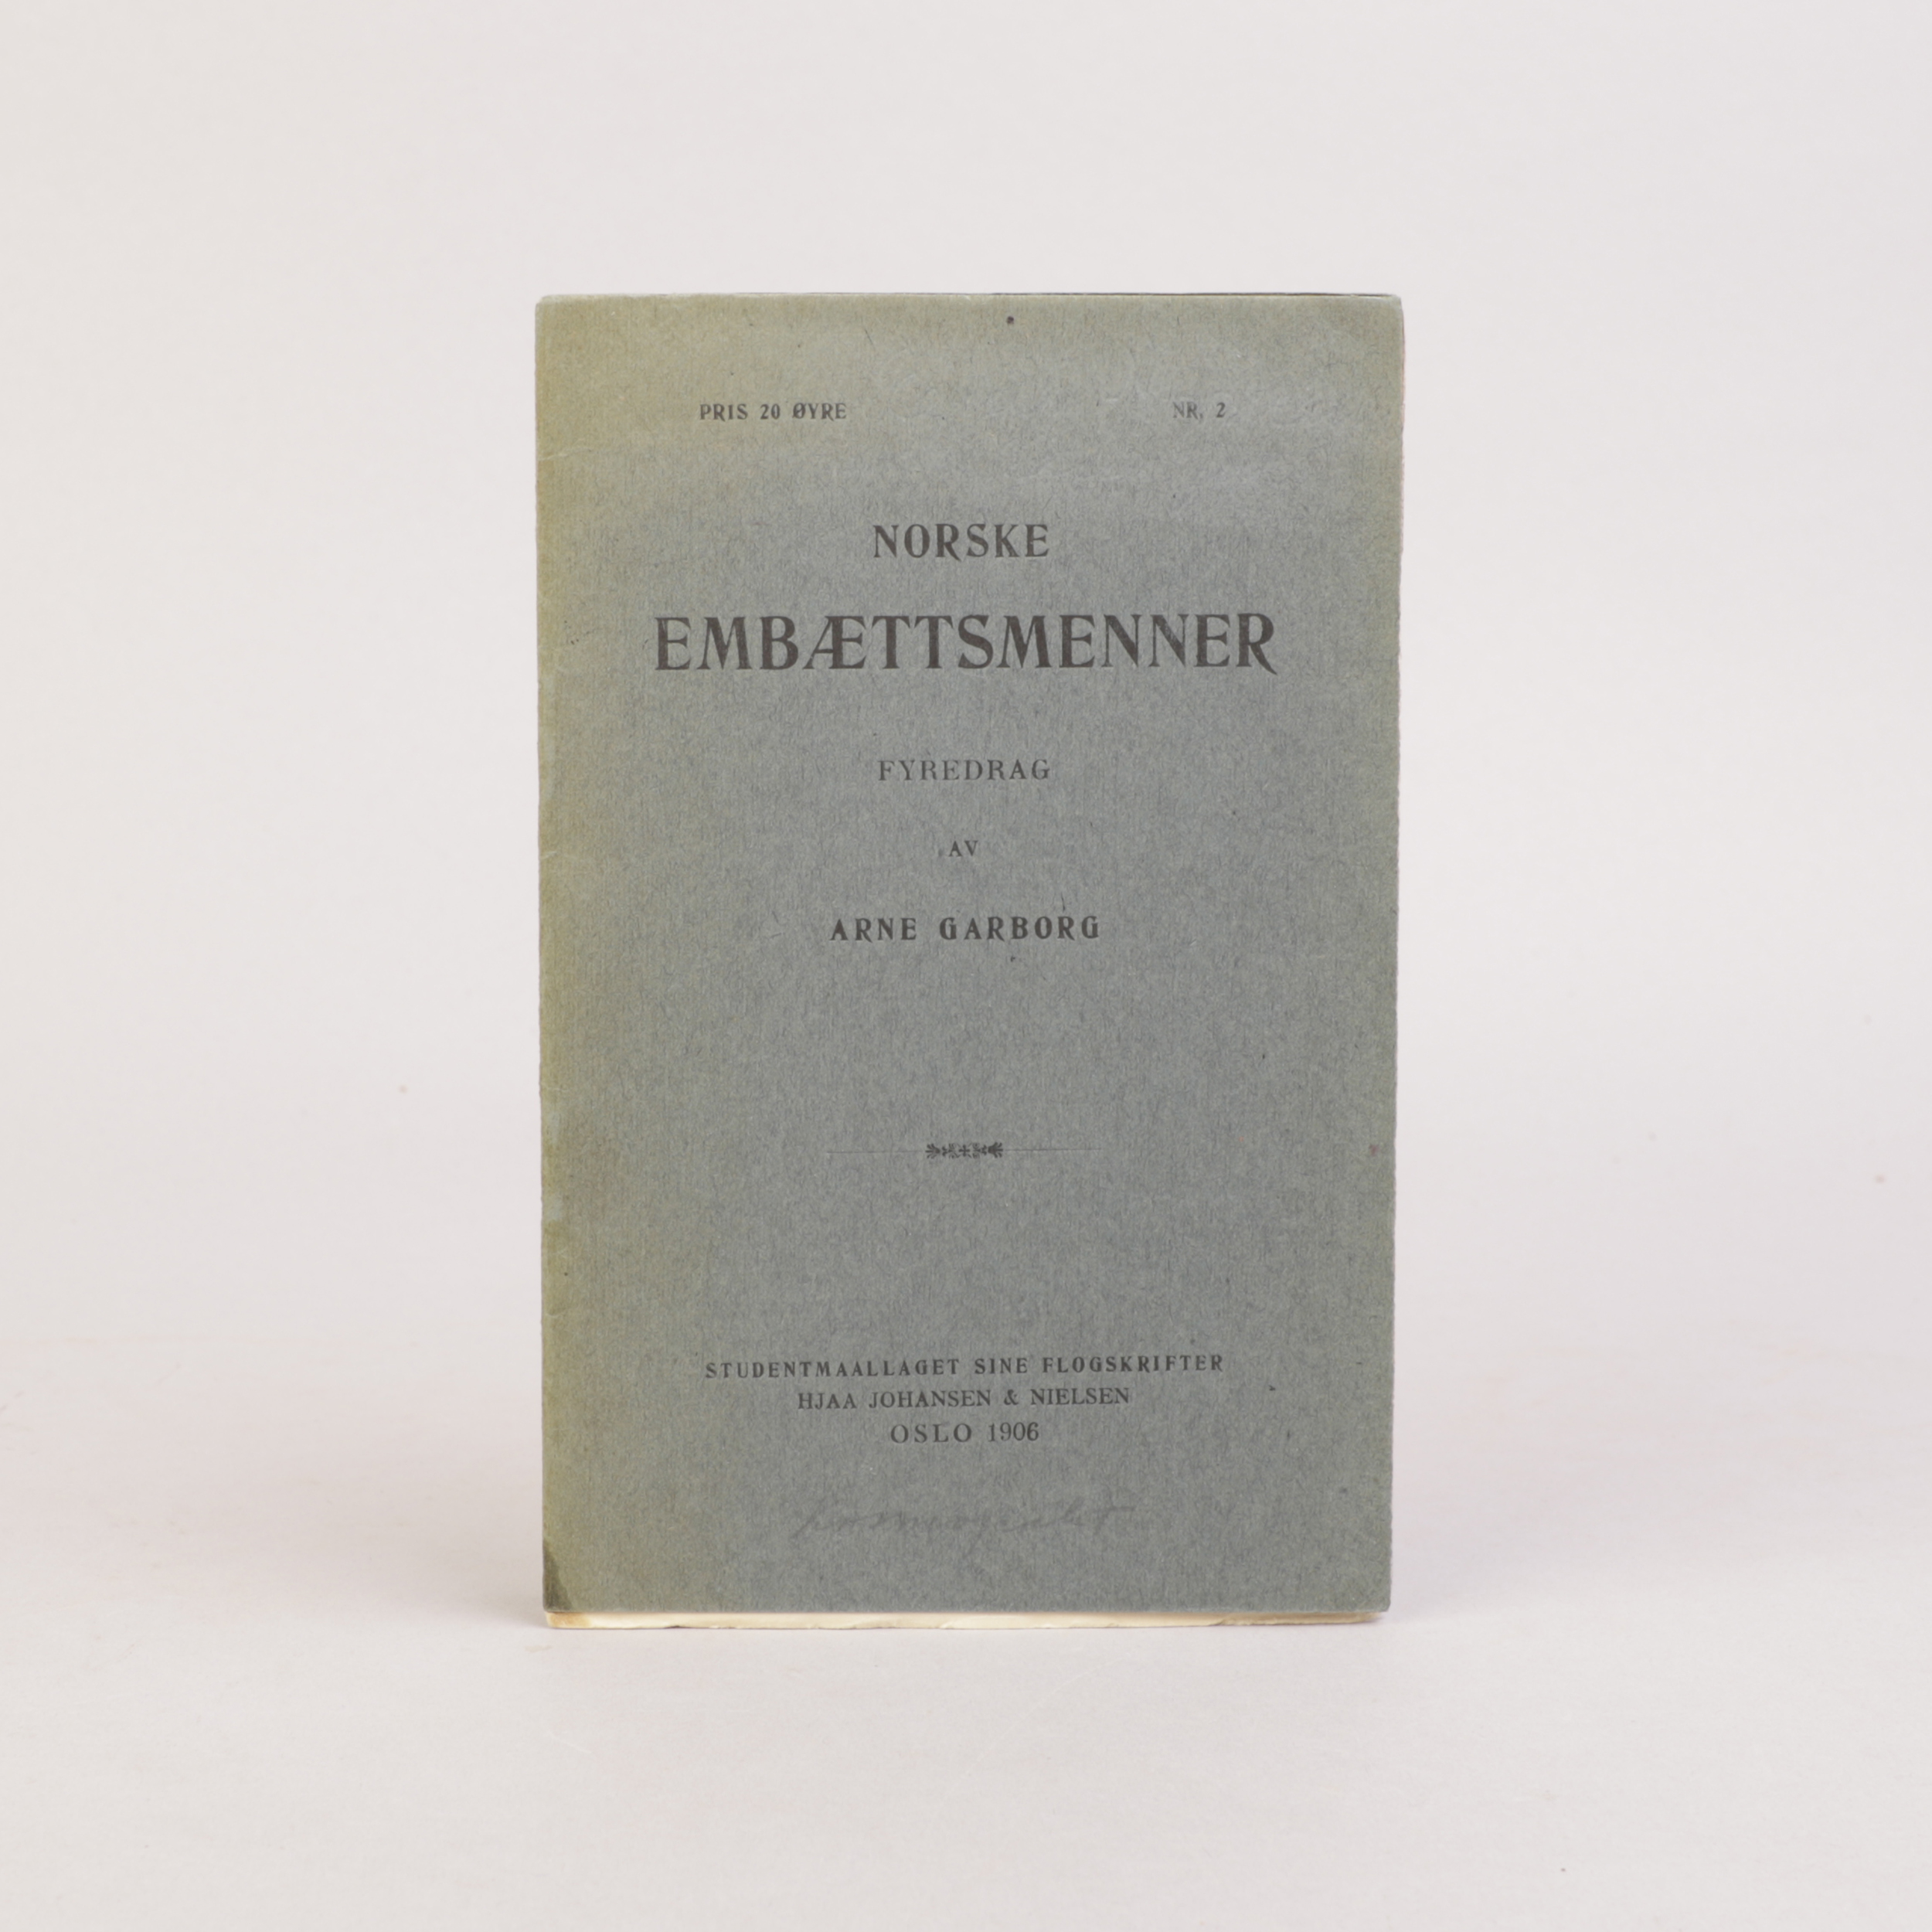 PRIS 20 ØYRE NR. 2
NORSKE
EMBÆTTSMENNER
FYREDRAG
AV
ARNE GARBORG
STUDENTMAALLAGET SINE FLOGSKRIFTER
HJAA JOHANSEN & NIELSEN
OSLO 1906